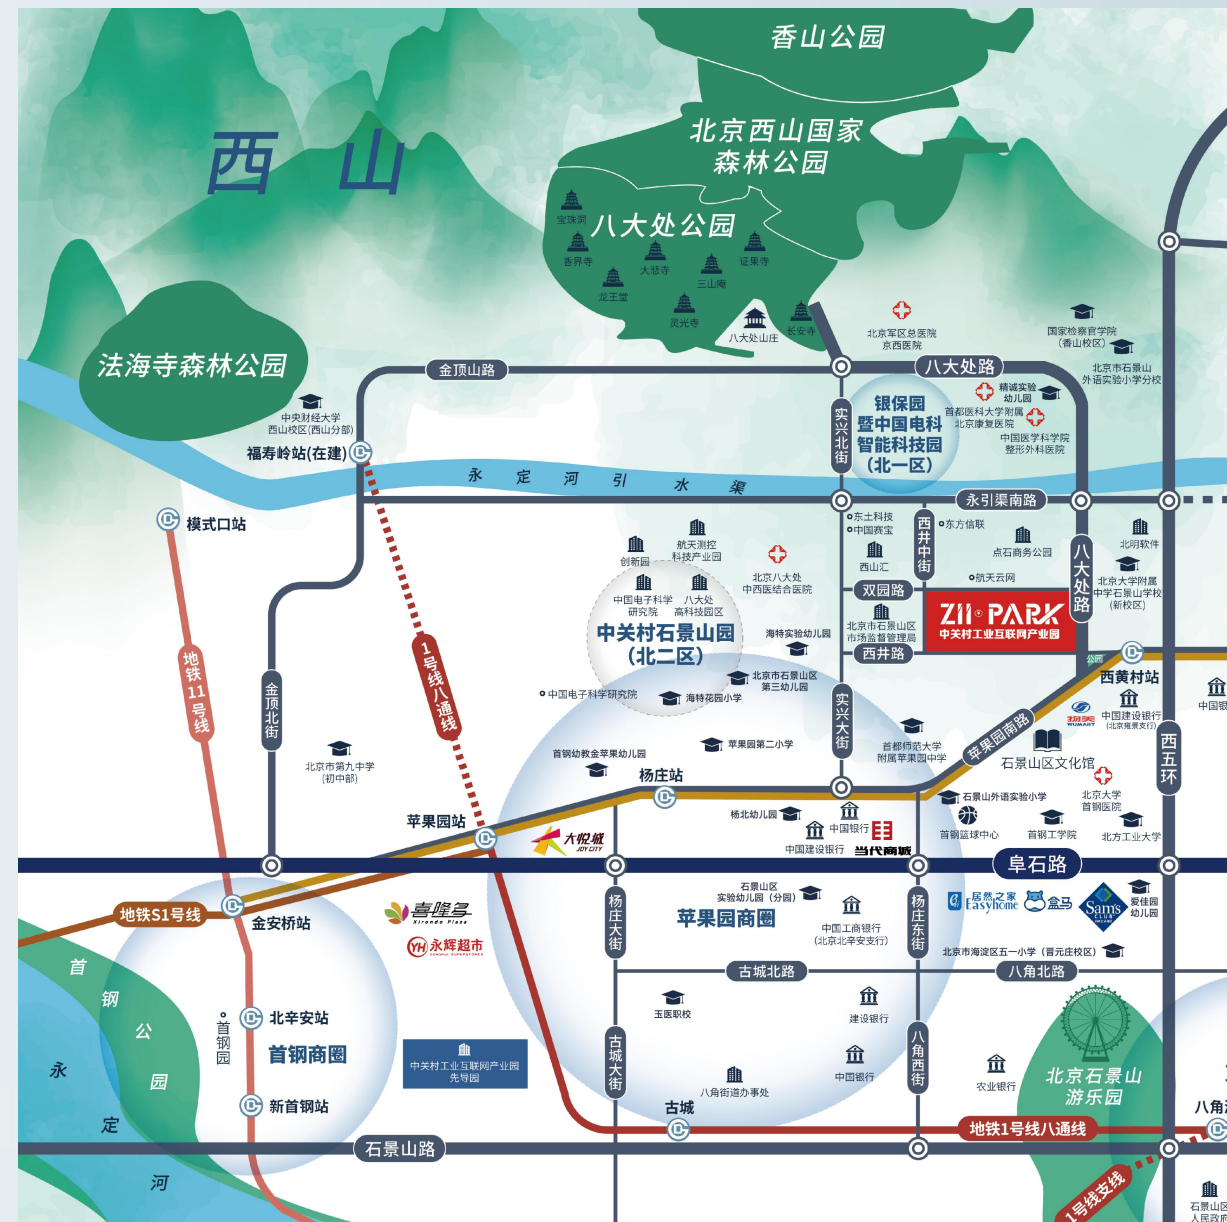 香山公园
北京西山国家
森林公园
西 山
八大处公园
宝珠洞
香界寺
大悲寺
证果寺
龙王堂
三山庵
灵光寺
八大处山庄
长安寺
北京军区总医院
京西医院
国家检察官学院
(香山校区)
北京市石景山
外语实验小学分校
法海寺森林公园
金顶山路
八大处路
中央财经大学
西山校区(西山分部)
福寿岭站(在建)
实兴北街
银保园
暨中国电科
智能科技园
(北一区)
精诚实验
幼儿园
首都医科大学附属
北京康复医院
中国医学科学院
整形外科医院
永定河引水渠
永引渠南路
模式口站
东土科技
中国赛宝
西井中街
东方信联
西山汇
点石商务公园
航天云网
北明软件
八大处路
北京大学附属
中学石景山学校
(新校区)
创新园
航天测控
科技产业园
北京八大处
中西医结合医院
中国电子科学
研究院
八大处
高科技园区
中关村石景山园
(北二区)
双园路
北京市石景山区
市场监督管理局
西井路
ZII·PARK
中关村工业互联网产业园
海特实验幼儿园
北京市石景山区
第三幼儿园
海特花园小学
中国电子科学研究院
公园
西黄村站
地铁11号线
1号线八通线
金顶北街
北京市第九中学
(初中部)
首钢幼教金苹果幼儿园
苹果园第二小学
实兴大街
首都师范大学
附属苹果园中学
苹果园南路
物美
WUMART
中国建设银行
(北京雍景支行)
中国银
西五环
石景山区文化馆
北京大学
首钢医院
杨庄站
苹果园站
大悦城
JOY CITY
杨北幼儿园
中国银行
中国建设银行
当代商城
石景山外语实验小学
首钢篮球中心
首钢工学院
北方工业大学
阜石路
地铁S1号线
金安桥站
喜隆多
Xirondo Plaza
YH 永辉超市
YONGHUI SUPERSTORES
杨庄大街
苹果园商圈
石景山区
实验幼儿园(分园)
中国工商银行
(北京北辛安支行)
杨庄东街
居然之家
Easyhome
盒马
Sam's
CLUB
爱佳园
幼儿园
北京市海淀区五一小学(晋元庄校区)
古城北路
八角北路
首钢公园
首钢园
北辛安站
首钢商圈
新首钢站
中关村工业互联网产业园
先导园
玉医职校
建设银行
古城大街
八角街道办事处
中国银行
八角西街
农业银行
北京石景山
游乐园
古城
地铁1号线八通线
八角游
永定河
石景山路
1号线支线
石景山区
人民政府